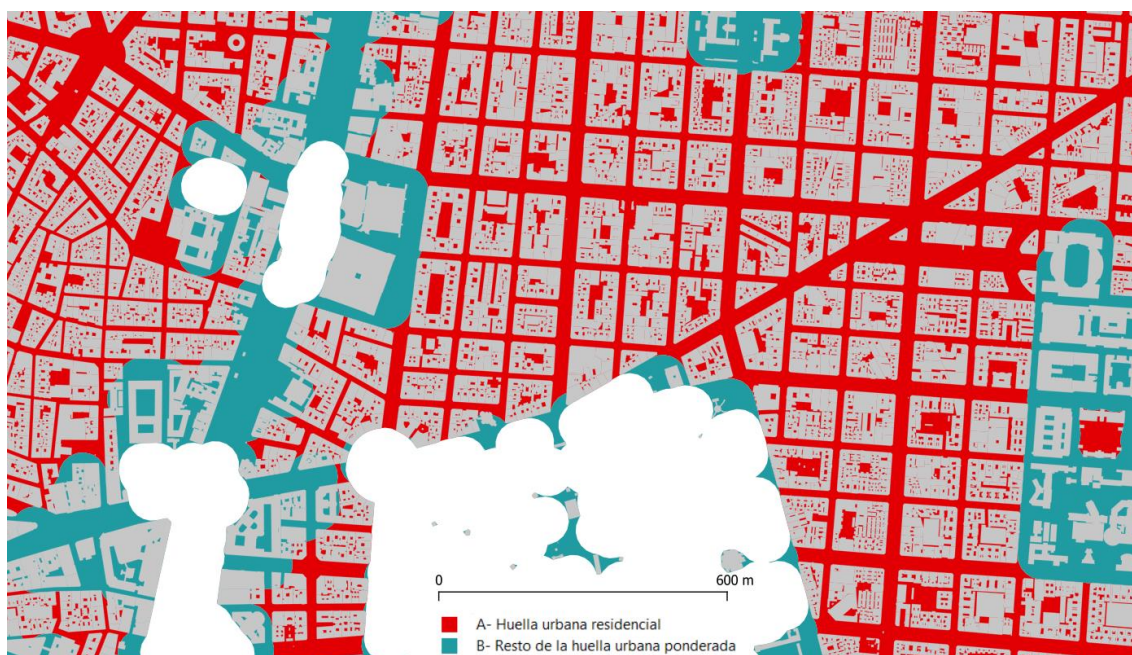 0 600 m
A- Huella urbana residencial
B- Resto de la huella urbana ponderada